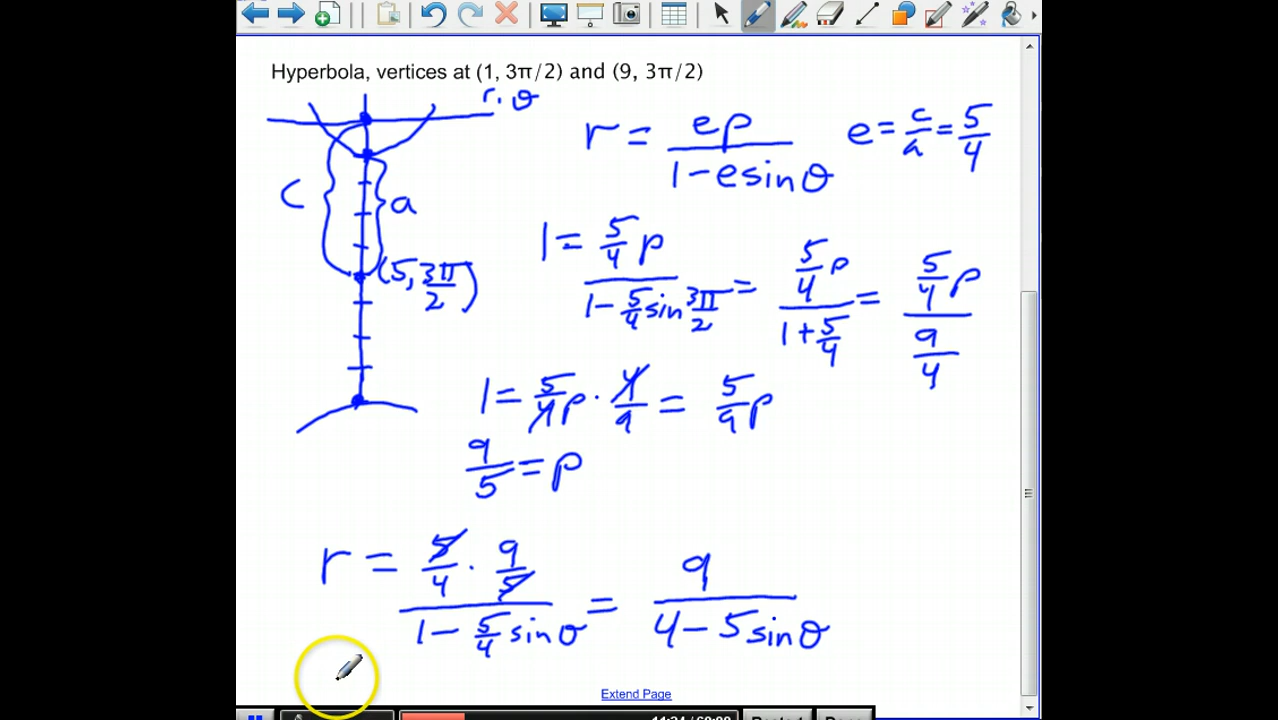 Hyperbola, vertices at (1, 3π/2) and (9, 3π/2)
r, θ
r = ep / (1 - e sin θ)
e = c/a = 5/4
C
a
(5, 3π/2)
1 = (5/4 p) / (1 - 5/4 sin 3π/2) = (5/4 p) / (1 + 5/4) = (5/4 p) / (9/4)
1 = 5/4 p · 4/9 = 5/9 p
9/5 = p
r = (5/4 · 9/5) / (1 - 5/4 sin θ) = 9 / (4 - 5 sin θ)
Extend Page